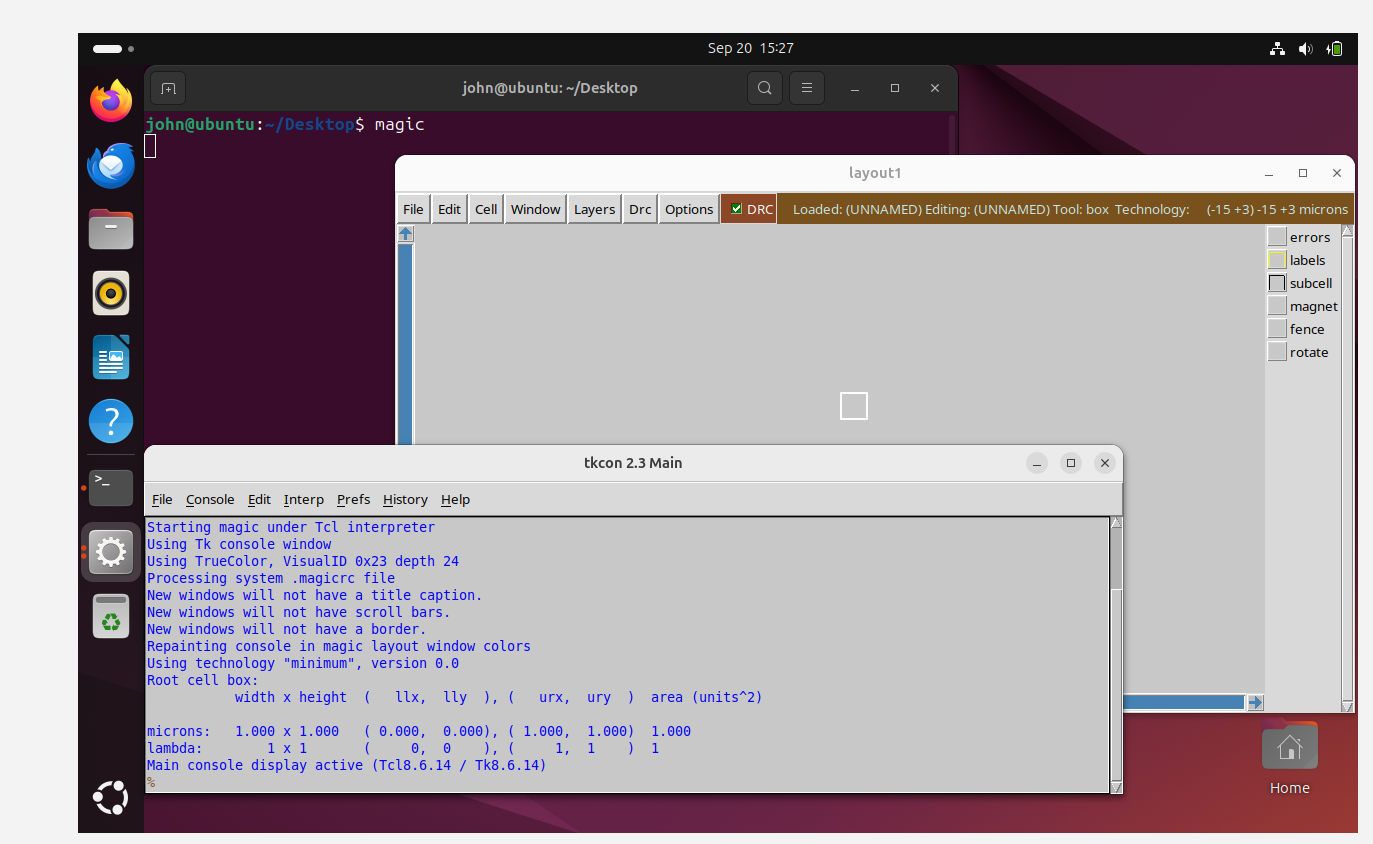 Sep 20 15:27
john@ubuntu: ~/Desktop
john@ubuntu:~/Desktop$ magic
layout1
File Edit Cell Window Layers Drc Options DRC Loaded: (UNNAMED) Editing: (UNNAMED) Tool: box Technology: (-15 +3) -15 +3 microns
errors
labels
subcell
magnet
fence
rotate
tkcon 2.3 Main
File Console Edit Interp Prefs History Help
Starting magic under Tcl interpreter
Using Tk console window
Using TrueColor, VisualID 0x23 depth 24
Processing system .magicrc file
New windows will not have a title caption.
New windows will not have scroll bars.
New windows will not have a border.
Repainting console in magic layout window colors
Using technology "minimum", version 0.0
Root cell box:
width x height ( llx, lly ), ( urx, ury ) area (units^2)
microns: 1.000 x 1.000 ( 0.000, 0.000), ( 1.000, 1.000) 1.000
lambda: 1 x 1 ( 0, 0 ), ( 1, 1 ) 1
Main console display active (Tcl8.6.14 / Tk8.6.14)
%
Home